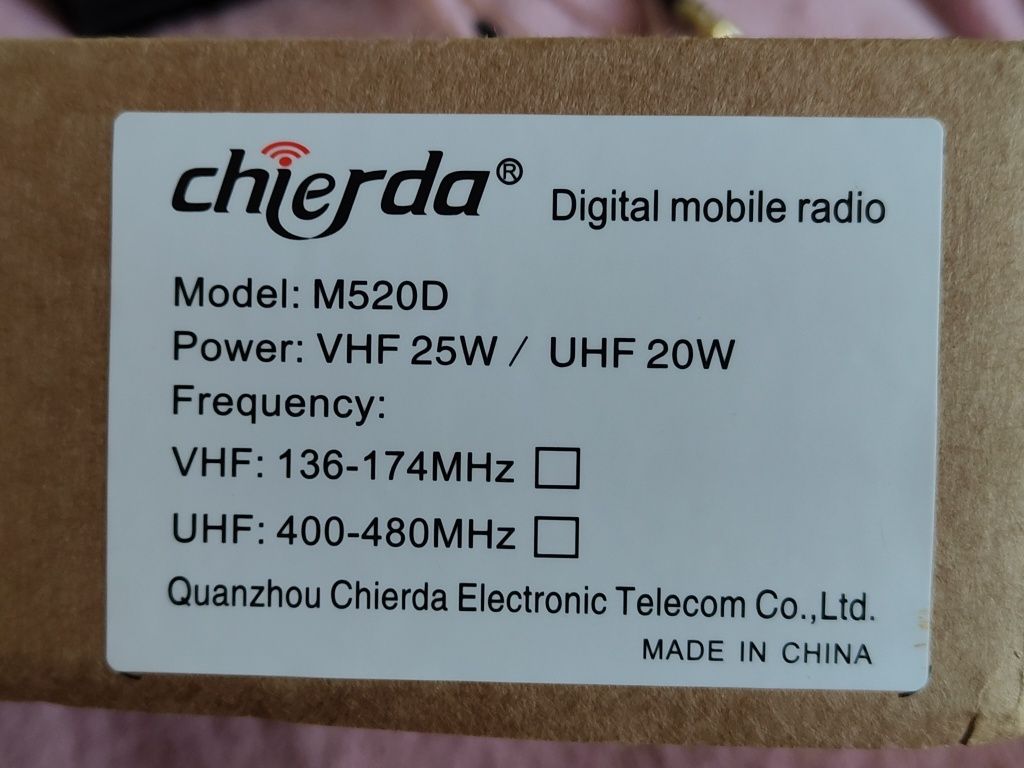 chierda® Digital mobile radio
Model: M520D
Power: VHF 25W / UHF 20W
Frequency:
VHF: 136-174MHz □
UHF: 400-480MHz □
Quanzhou Chierda Electronic Telecom Co.,Ltd.
MADE IN CHINA